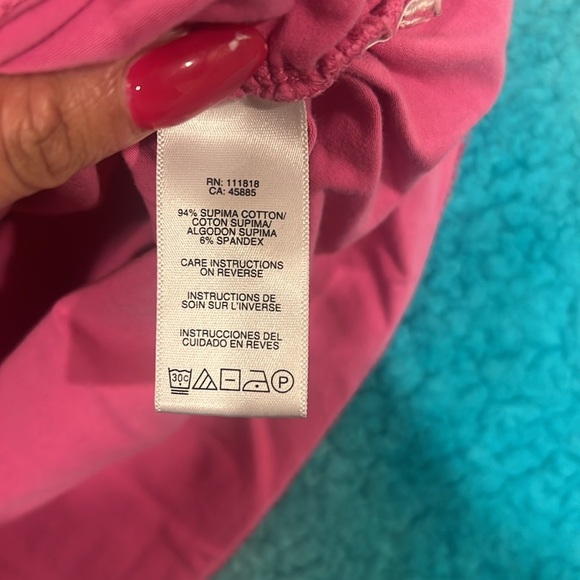 RN: 111818
CA: 45885
94% SUPIMA COTTON/
COTON SUPIMA/
ALGODON SUPIMA
6% SPANDEX
CARE INSTRUCTIONS
ON REVERSE
INSTRUCTIONS DE
SOIN SUR L'INVERSE
INSTRUCCIONES DEL
CUIDADO EN REVES
30C P